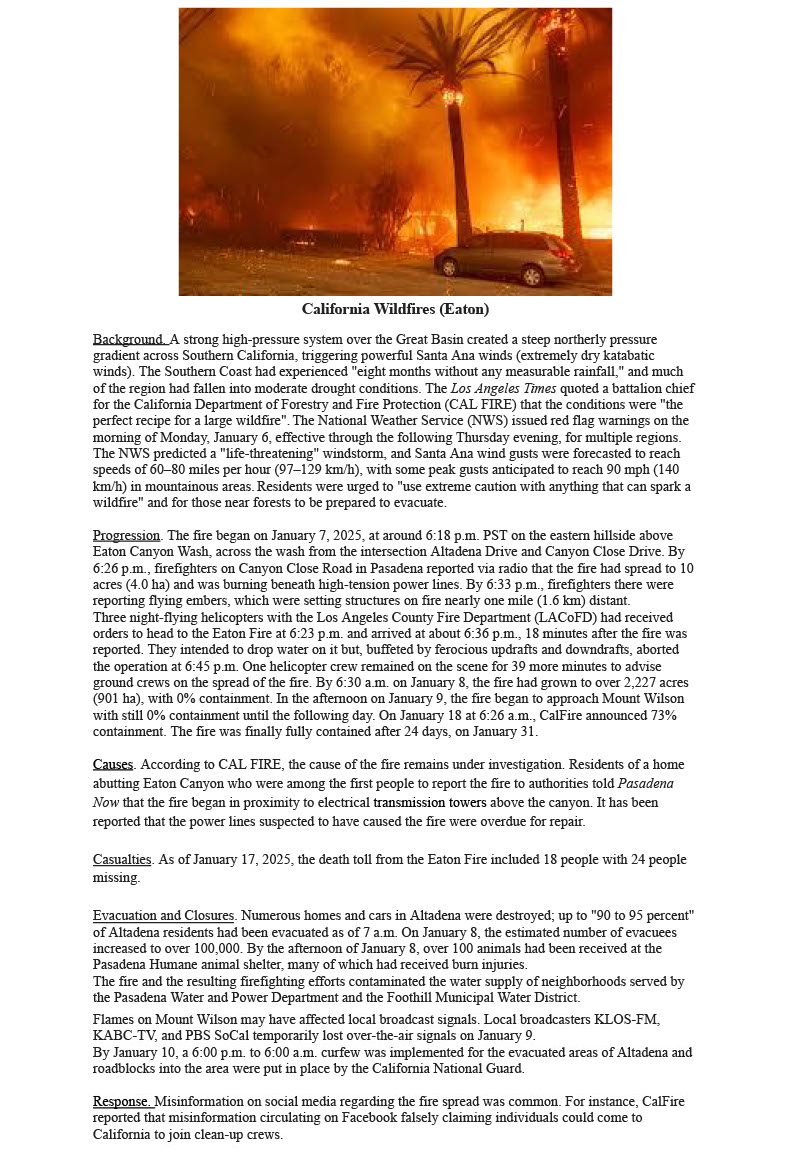 California Wildfires (Eaton)
Background. A strong high-pressure system over the Great Basin created a steep northerly pressure
gradient across Southern California, triggering powerful Santa Ana winds (extremely dry katabatic
winds). The Southern Coast had experienced "eight months without any measurable rainfall," and much
of the region had fallen into moderate drought conditions. The Los Angeles Times quoted a battalion chief
for the California Department of Forestry and Fire Protection (CAL FIRE) that the conditions were "the
perfect recipe for a large wildfire". The National Weather Service (NWS) issued red flag warnings on the
morning of Monday, January 6, effective through the following Thursday evening, for multiple regions.
The NWS predicted a "life-threatening" windstorm, and Santa Ana wind gusts were forecasted to reach
speeds of 60–80 miles per hour (97–129 km/h), with some peak gusts anticipated to reach 90 mph (140
km/h) in mountainous areas. Residents were urged to "use extreme caution with anything that can spark a
wildfire" and for those near forests to be prepared to evacuate.
Progression. The fire began on January 7, 2025, at around 6:18 p.m. PST on the eastern hillside above
Eaton Canyon Wash, across the wash from the intersection Altadena Drive and Canyon Close Drive. By
6:26 p.m., firefighters on Canyon Close Road in Pasadena reported via radio that the fire had spread to 10
acres (4.0 ha) and was burning beneath high-tension power lines. By 6:33 p.m., firefighters there were
reporting flying embers, which were setting structures on fire nearly one mile (1.6 km) distant.
Three night-flying helicopters with the Los Angeles County Fire Department (LACoFD) had received
orders to head to the Eaton Fire at 6:23 p.m. and arrived at about 6:36 p.m., 18 minutes after the fire was
reported. They intended to drop water on it but, buffeted by ferocious updrafts and downdrafts, aborted
the operation at 6:45 p.m. One helicopter crew remained on the scene for 39 more minutes to advise
ground crews on the spread of the fire. By 6:30 a.m. on January 8, the fire had grown to over 2,227 acres
(901 ha), with 0% containment. In the afternoon on January 9, the fire began to approach Mount Wilson
with still 0% containment until the following day. On January 18 at 6:26 a.m., CalFire announced 73%
containment. The fire was finally fully contained after 24 days, on January 31.
Causes. According to CAL FIRE, the cause of the fire remains under investigation. Residents of a home
abutting Eaton Canyon who were among the first people to report the fire to authorities told Pasadena
Now that the fire began in proximity to electrical transmission towers above the canyon. It has been
reported that the power lines suspected to have caused the fire were overdue for repair.
Casualties. As of January 17, 2025, the death toll from the Eaton Fire included 18 people with 24 people
missing.
Evacuation and Closures. Numerous homes and cars in Altadena were destroyed; up to "90 to 95 percent"
of Altadena residents had been evacuated as of 7 a.m. On January 8, the estimated number of evacuees
increased to over 100,000. By the afternoon of January 8, over 100 animals had been received at the
Pasadena Humane animal shelter, many of which had received burn injuries.
The fire and the resulting firefighting efforts contaminated the water supply of neighborhoods served by
the Pasadena Water and Power Department and the Foothill Municipal Water District.
Flames on Mount Wilson may have affected local broadcast signals. Local broadcasters KLOS-FM,
KABC-TV, and PBS SoCal temporarily lost over-the-air signals on January 9.
By January 10, a 6:00 p.m. to 6:00 a.m. curfew was implemented for the evacuated areas of Altadena and
roadblocks into the area were put in place by the California National Guard.
Response. Misinformation on social media regarding the fire spread was common. For instance, CalFire
reported that misinformation circulating on Facebook falsely claiming individuals could come to
California to join clean-up crews.